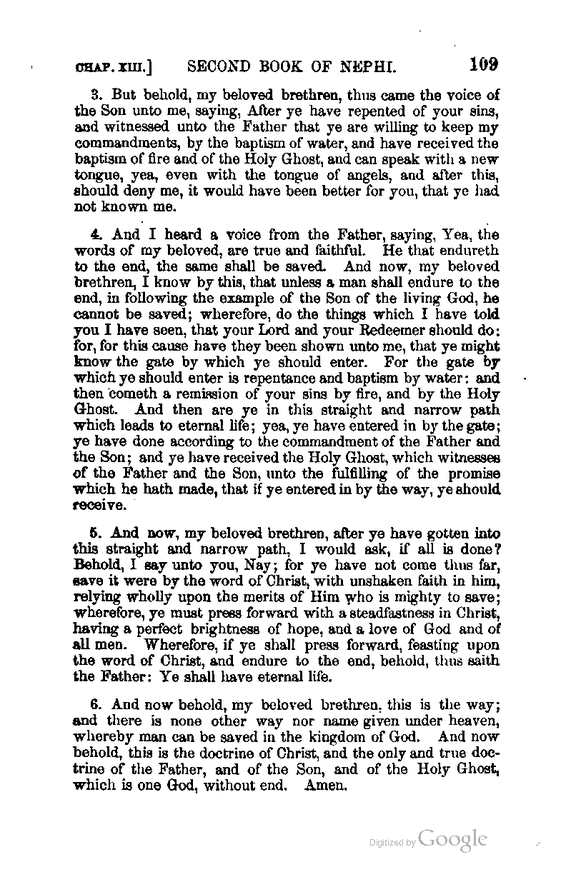 CHAP. XIII.] SECOND BOOK OF NEPHI. 109
3. But behold, my beloved brethren, thus came the voice of
the Son unto me, saying, After ye have repented of your sins,
and witnessed unto the Father that ye are willing to keep my
commandments, by the baptism of water, and have received the
baptism of fire and of the Holy Ghost, and can speak with a new
tongue, yea, even with the tongue of angels, and after this,
should deny me, it would have been better for you, that ye had
not known me.
4. And I heard a voice from the Father, saying, Yea, the
words of my beloved, are true and faithful. He that endureth
to the end, the same shall be saved. And now, my beloved
brethren, I know by this, that unless a man shall endure to the
end, in following the example of the Son of the living God, he
cannot be saved; wherefore, do the things which I have told
you I have seen, that your Lord and your Redeemer should do:
for, for this cause have they been shown unto me, that ye might
know the gate by which ye should enter. For the gate by
which ye should enter is repentance and baptism by water: and
then cometh a remission of your sins by fire, and by the Holy
Ghost. And then are ye in this straight and narrow path
which leads to eternal life; yea, ye have entered in by the gate;
ye have done according to the commandment of the Father and
the Son; and ye have received the Holy Ghost, which witnesses
of the Father and the Son, unto the fulfilling of the promise
which he hath made, that if ye entered in by the way, ye should
receive.
5. And now, my beloved brethren, after ye have gotten into
this straight and narrow path, I would ask, if all is done?
Behold, I say unto you, Nay; for ye have not come thus far,
save it were by the word of Christ, with unshaken faith in him,
relying wholly upon the merits of Him who is mighty to save;
wherefore, ye must press forward with a steadfastness in Christ,
having a perfect brightness of hope, and a love of God and of
all men. Wherefore, if ye shall press forward, feasting upon
the word of Christ, and endure to the end, behold, thus saith
the Father: Ye shall have eternal life.
6. And now behold, my beloved brethren, this is the way;
and there is none other way nor name given under heaven,
whereby man can be saved in the kingdom of God. And now
behold, this is the doctrine of Christ, and the only and true doc-
trine of the Father, and of the Son, and of the Holy Ghost,
which is one God, without end. Amen.
Digitized by Google